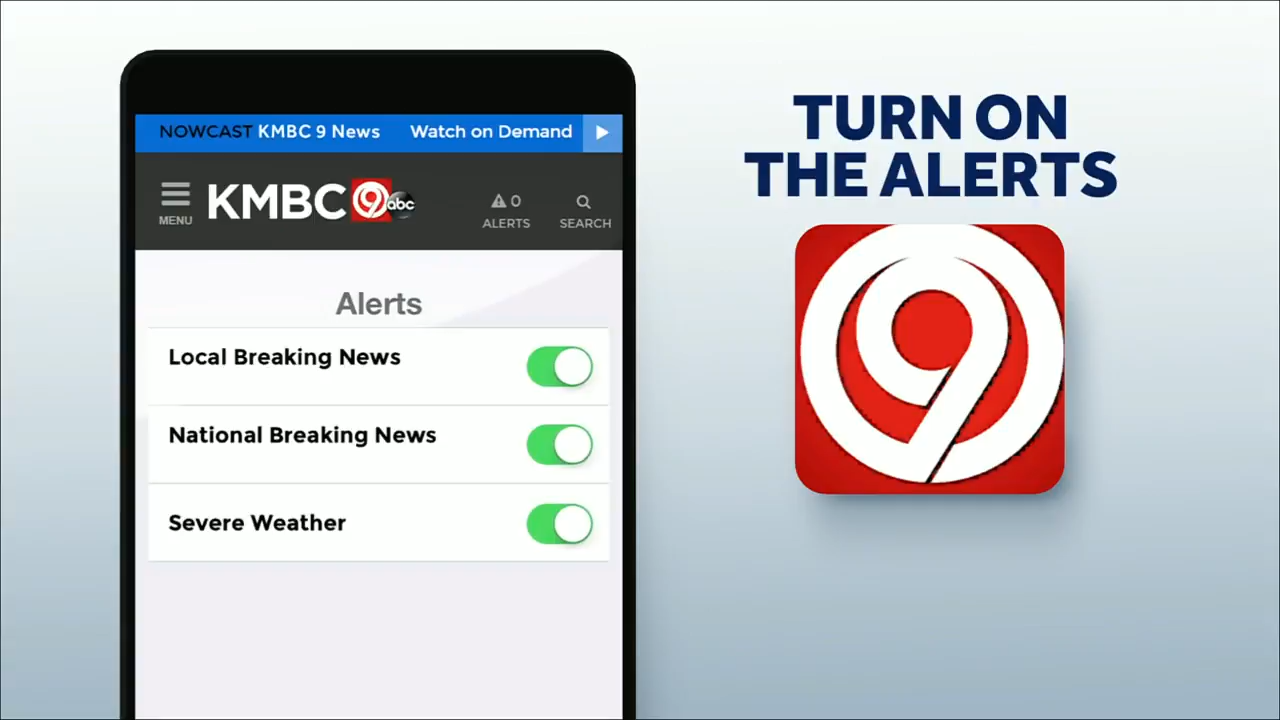 NOWCAST KMBC 9 News Watch on Demand
MENU
KMBC 9 abc
0
ALERTS
SEARCH
Alerts
Local Breaking News
National Breaking News
Severe Weather
TURN ON
THE ALERTS
9